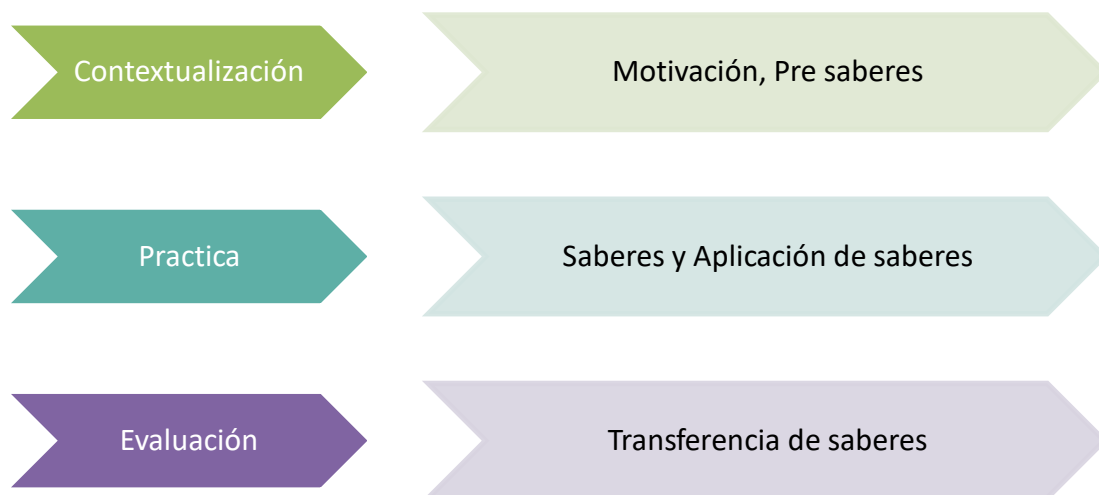 Contextualización
Motivación, Pre saberes
Practica
Saberes y Aplicación de saberes
Evaluación
Transferencia de saberes